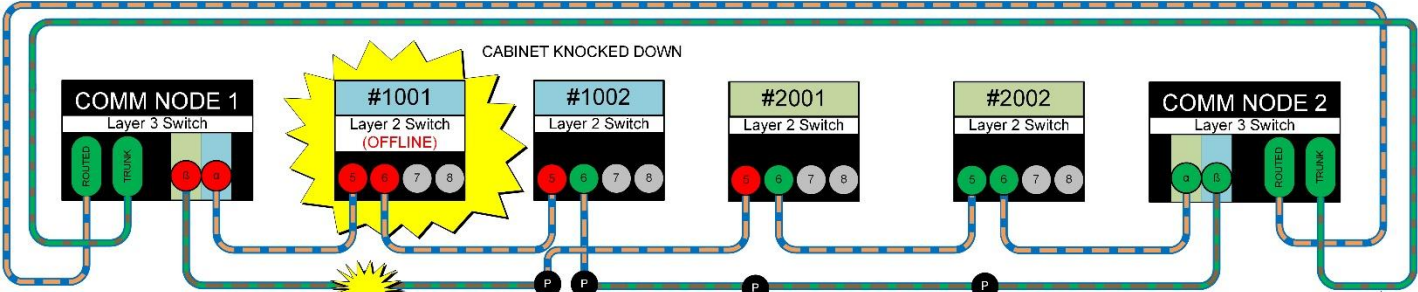 CABINET KNOCKED DOWN
COMM NODE 1
Layer 3 Switch
ROUTED
TRUNK
ß
α
#1001
Layer 2 Switch
(OFFLINE)
5 6 7 8
#1002
Layer 2 Switch
5 6 7 8
#2001
Layer 2 Switch
5 6 7 8
#2002
Layer 2 Switch
5 6 7 8
COMM NODE 2
Layer 3 Switch
α
ß
ROUTED
TRUNK
P P P P